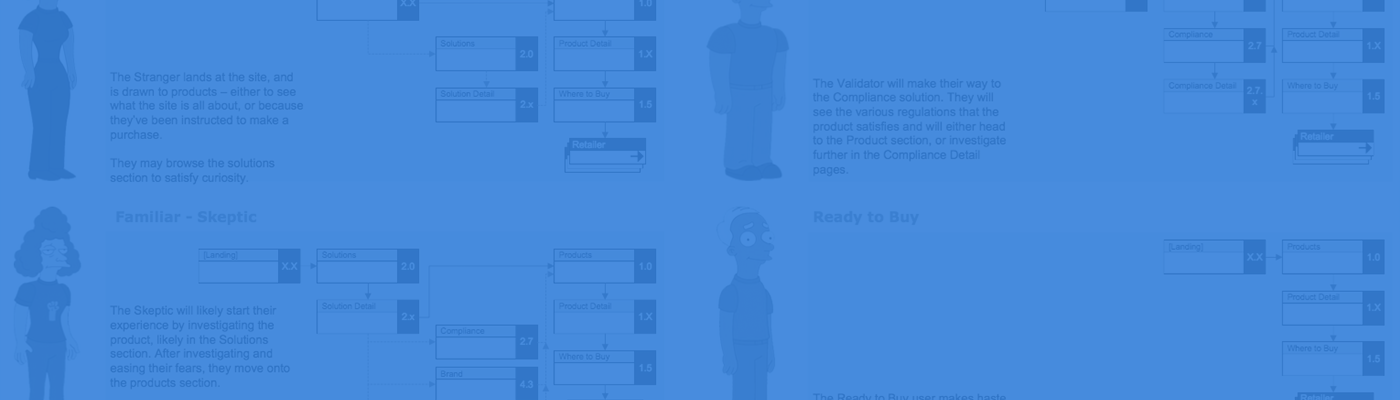 X.X
1.0
Solutions
2.0
Product Detail
1.X
Solution Detail
2.x
Where to Buy
1.5
Retailer
The Stranger lands at the site, and
is drawn to products – either to see
what the site is all about, or because
they've been instructed to make a
purchase.
They may browse the solutions
section to satisfy curiosity.
Compliance
2.7
Product Detail
1.X
Compliance Detail
2.7.
x
Where to Buy
1.5
Retailer
The Validator will make their way to
the Compliance solution. They will
see the various regulations that the
product satisfies and will either head
to the Product section, or investigate
further in the Compliance Detail
pages.
Familiar - Skeptic
[Landing]
X.X
Solutions
2.0
Products
1.0
Solution Detail
2.x
Product Detail
1.X
Compliance
2.7
Where to Buy
1.5
Brand
4.3
The Skeptic will likely start their
experience by investigating the
product, likely in the Solutions
section. After investigating and
easing their fears, they move onto
the products section.
Ready to Buy
[Landing]
X.X
Products
1.0
Product Detail
1.X
Where to Buy
1.5
Retailer
The Ready to Buy user makes haste